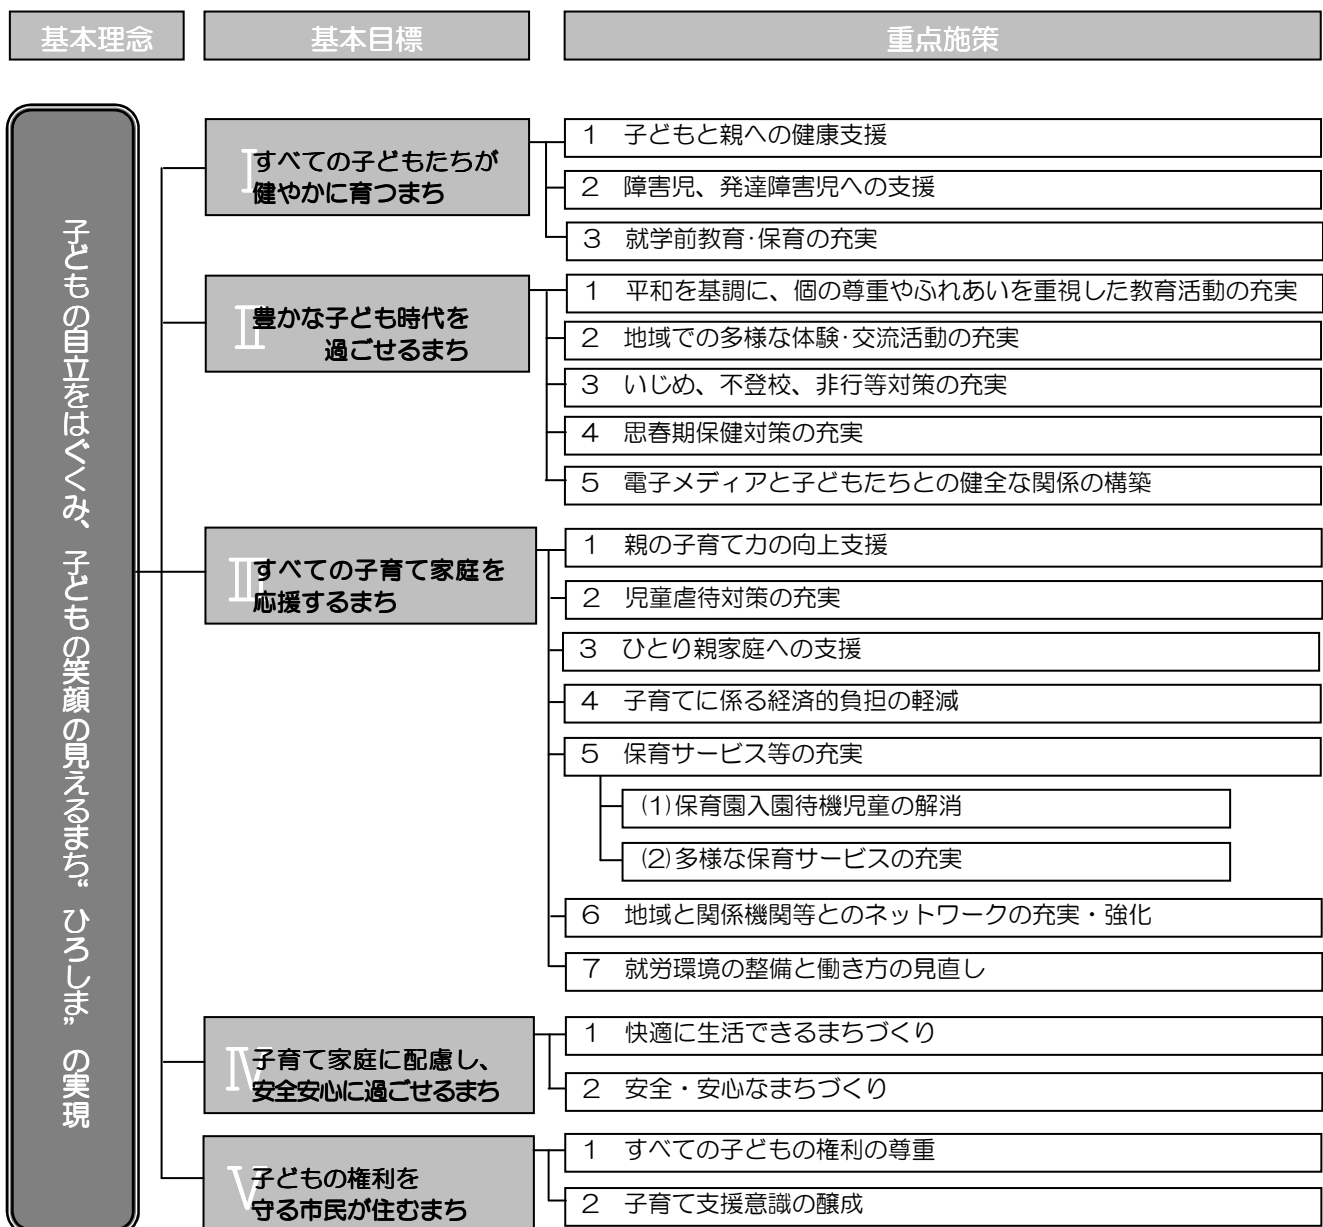 基本理念
基本目標
重点施策
子どもの自立をはぐくみ、子どもの笑顔の見えるまち“ひろしま”の実現
Ⅰ
すべての子どもたちが
健やかに育つまち
1 子どもと親への健康支援
2 障害児、発達障害児への支援
3 就学前教育・保育の充実
Ⅱ
豊かな子ども時代を
過ごせるまち
1 平和を基調に、個の尊重やふれあいを重視した教育活動の充実
2 地域での多様な体験・交流活動の充実
3 いじめ、不登校、非行等対策の充実
4 思春期保健対策の充実
5 電子メディアと子どもたちとの健全な関係の構築
Ⅲ
すべての子育て家庭を
応援するまち
1 親の子育て力の向上支援
2 児童虐待対策の充実
3 ひとり親家庭への支援
4 子育てに係る経済的負担の軽減
5 保育サービス等の充実
(1)保育園入園待機児童の解消
(2)多様な保育サービスの充実
6 地域と関係機関等とのネットワークの充実・強化
7 就労環境の整備と働き方の見直し
Ⅳ
子育て家庭に配慮し、
安全安心に過ごせるまち
1 快適に生活できるまちづくり
2 安全・安心なまちづくり
Ⅴ
子どもの権利を
守る市民が住むまち
1 すべての子どもの権利の尊重
2 子育て支援意識の醸成